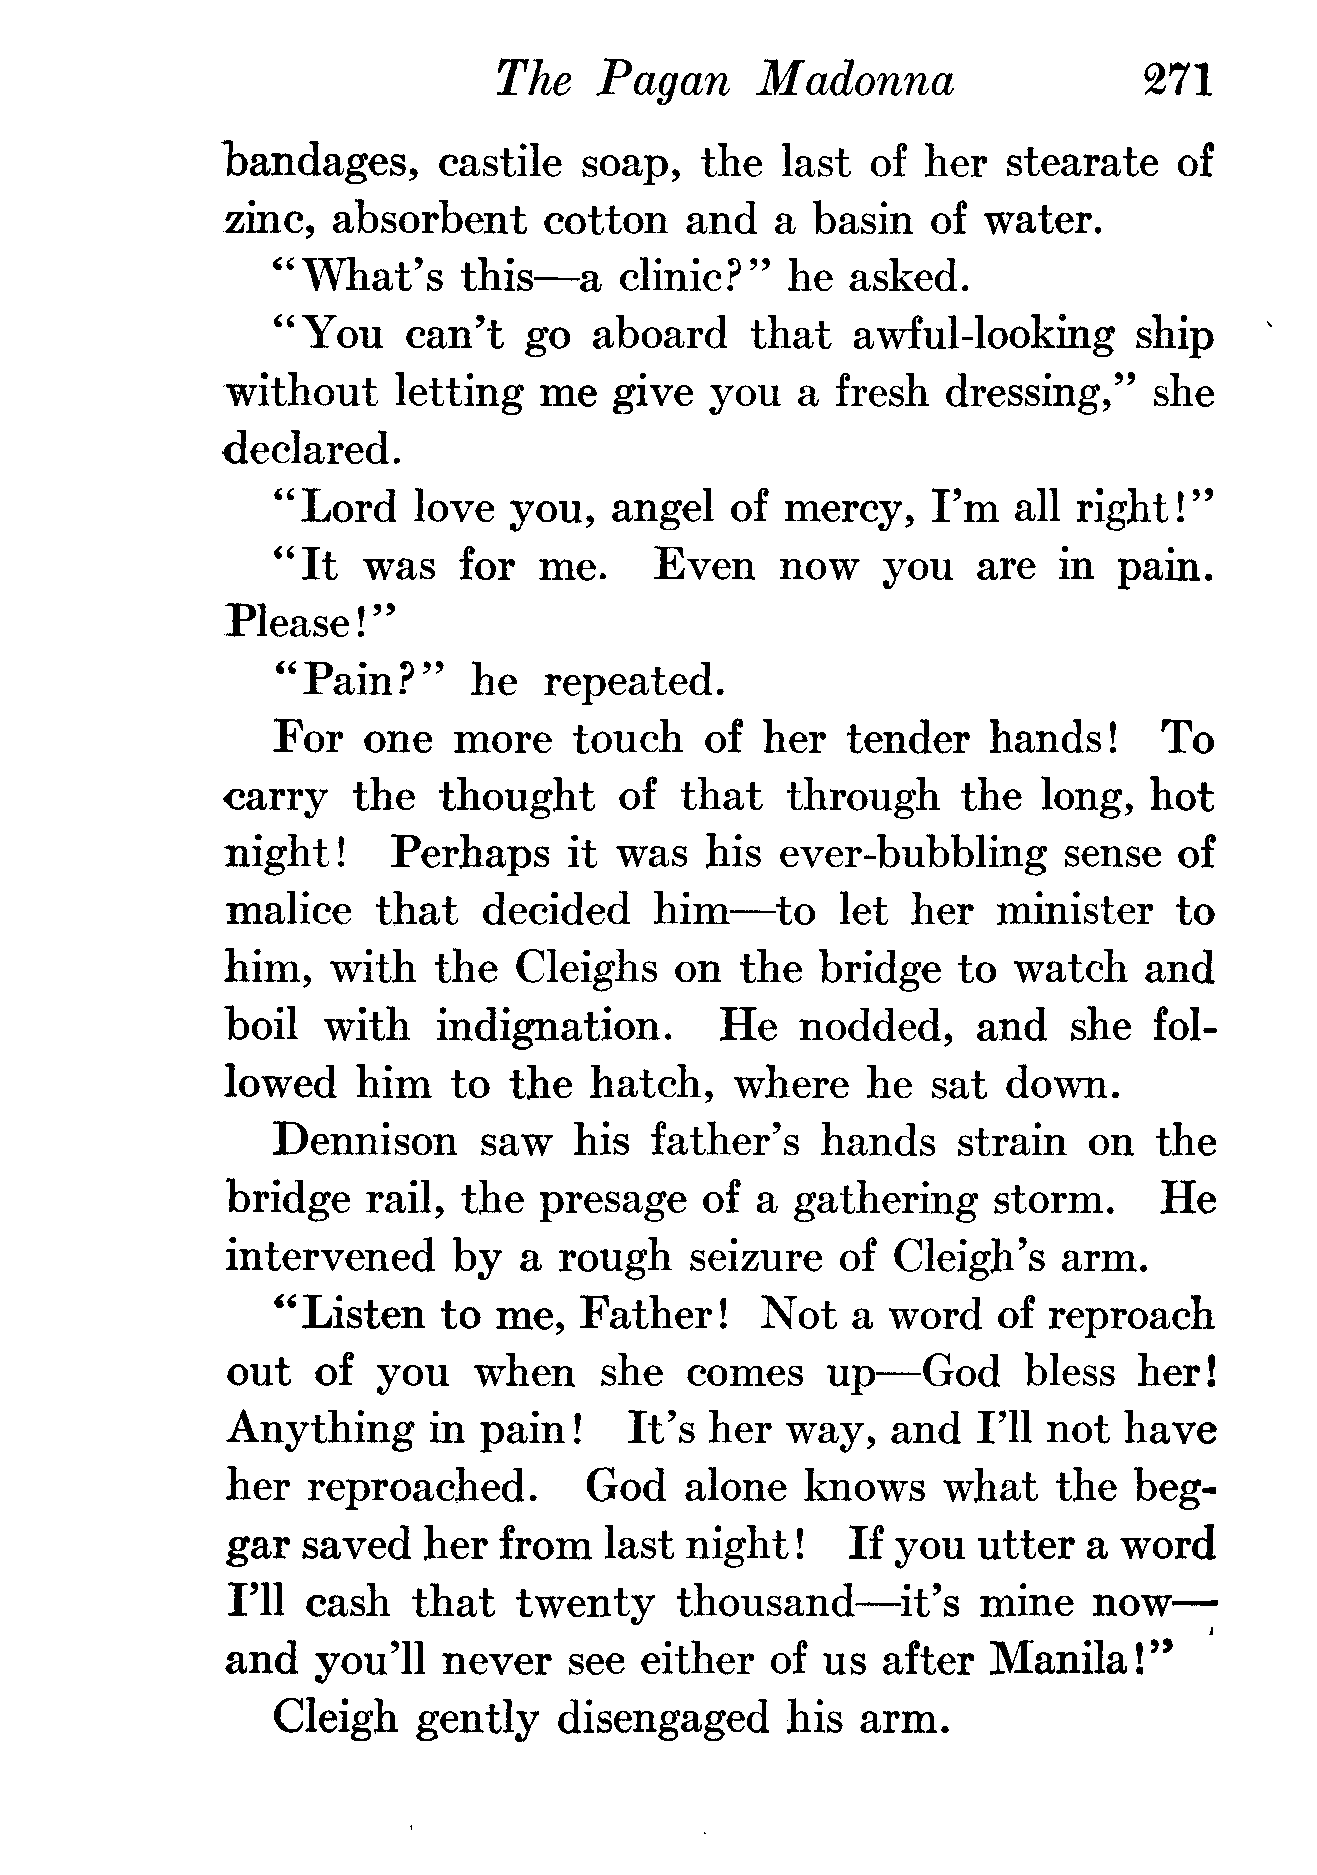 The Pagan Madonna 271
bandages, castile soap, the last of her stearate of
zinc, absorbent cotton and a basin of water.
"What's this—a clinic?" he asked.
"You can't go aboard that awful-looking ship
without letting me give you a fresh dressing," she
declared.
"Lord love you, angel of mercy, I'm all right!"
"It was for me. Even now you are in pain.
Please!"
"Pain?" he repeated.
For one more touch of her tender hands! To
carry the thought of that through the long, hot
night! Perhaps it was his ever-bubbling sense of
malice that decided him—to let her minister to
him, with the Cleighs on the bridge to watch and
boil with indignation. He nodded, and she fol-
lowed him to the hatch, where he sat down.
Dennison saw his father's hands strain on the
bridge rail, the presage of a gathering storm. He
intervened by a rough seizure of Cleigh's arm.
"Listen to me, Father! Not a word of reproach
out of you when she comes up—God bless her!
Anything in pain! It's her way, and I'll not have
her reproached. God alone knows what the beg-
gar saved her from last night! If you utter a word
I'll cash that twenty thousand—it's mine now—
and you'll never see either of us after Manila!"
Cleigh gently disengaged his arm.